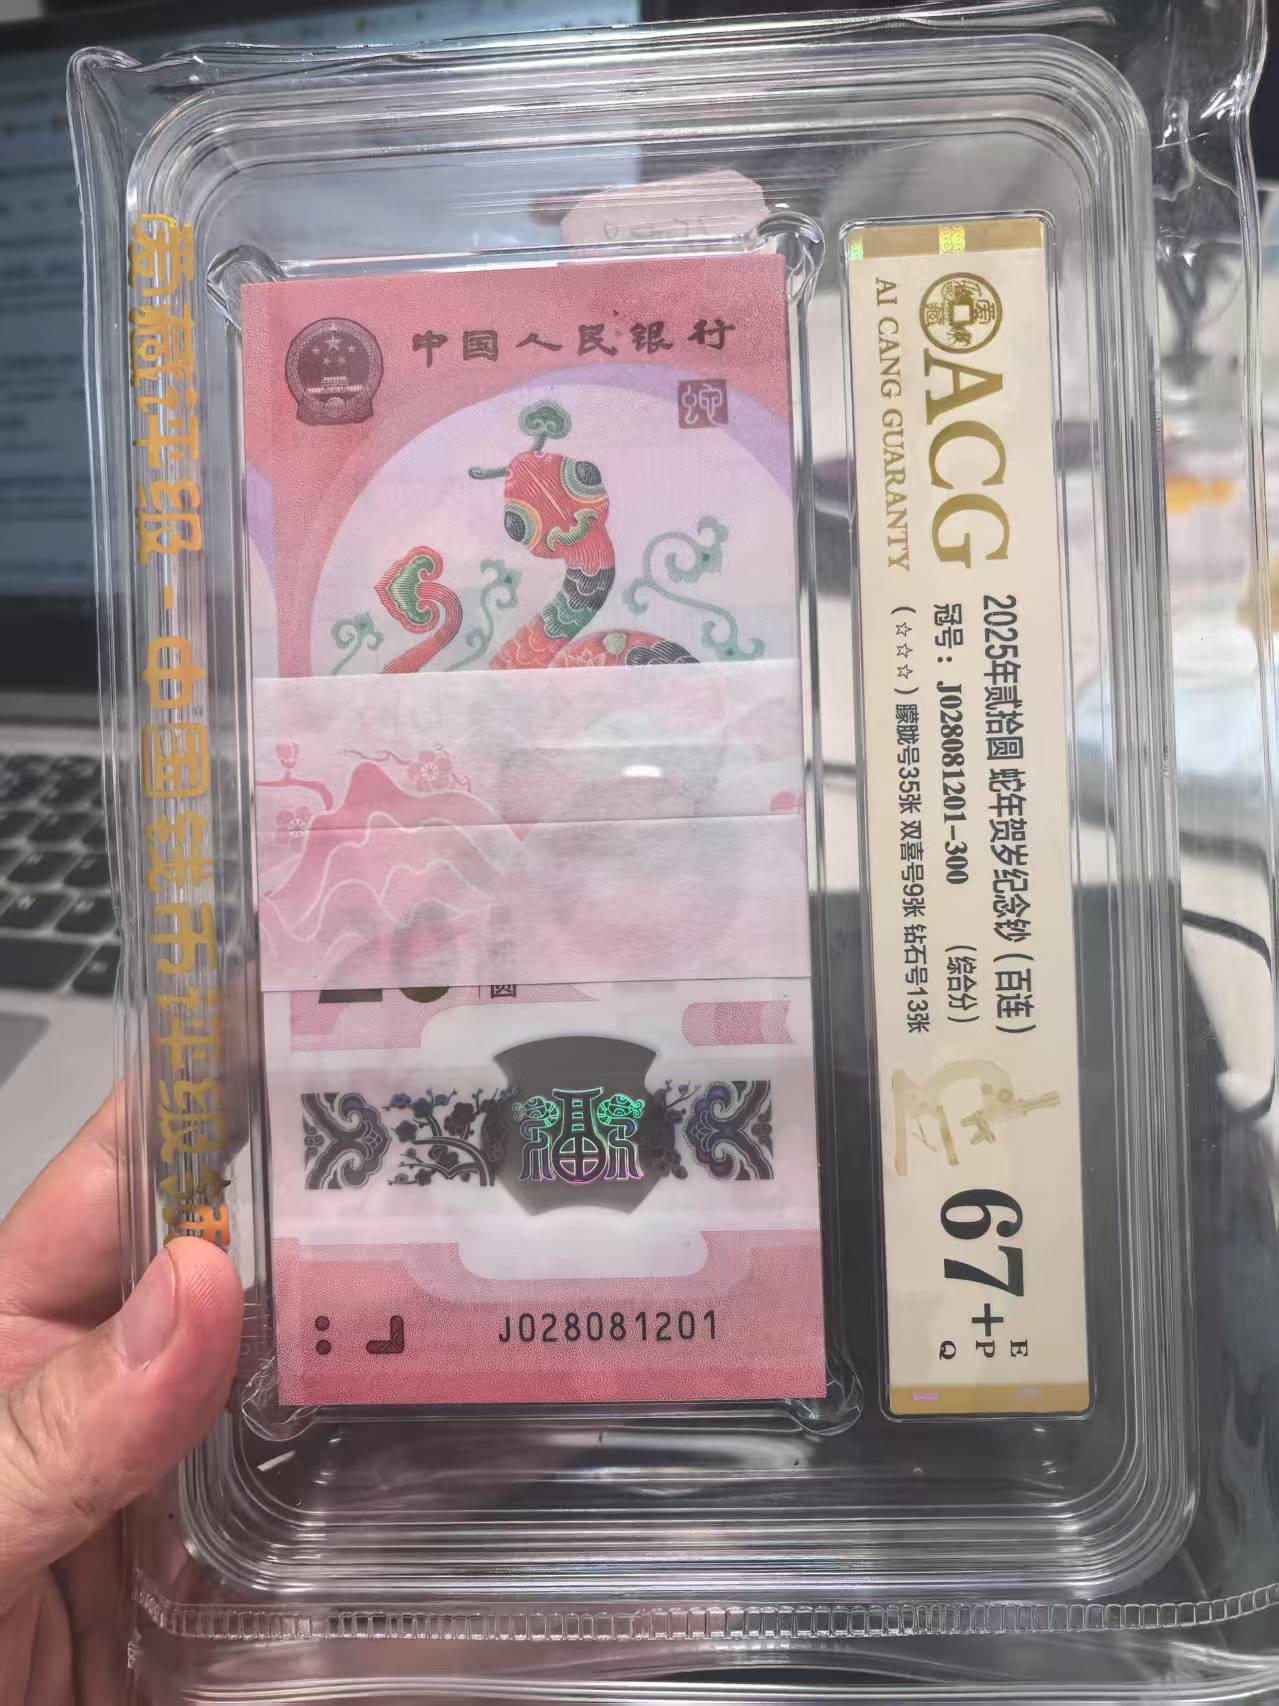 爱藏评级-中国钱币评级领
中国人民银行
蛇
圆
J028081201
ACG
AI CANG GUARANTY
2025年贰拾圆 蛇年贺岁纪念钞(百连)
冠号:J028081201-300 (综合分)
(☆☆☆)朦胧号35张 双喜号9张 钻石号13张
67+
E
P
Q